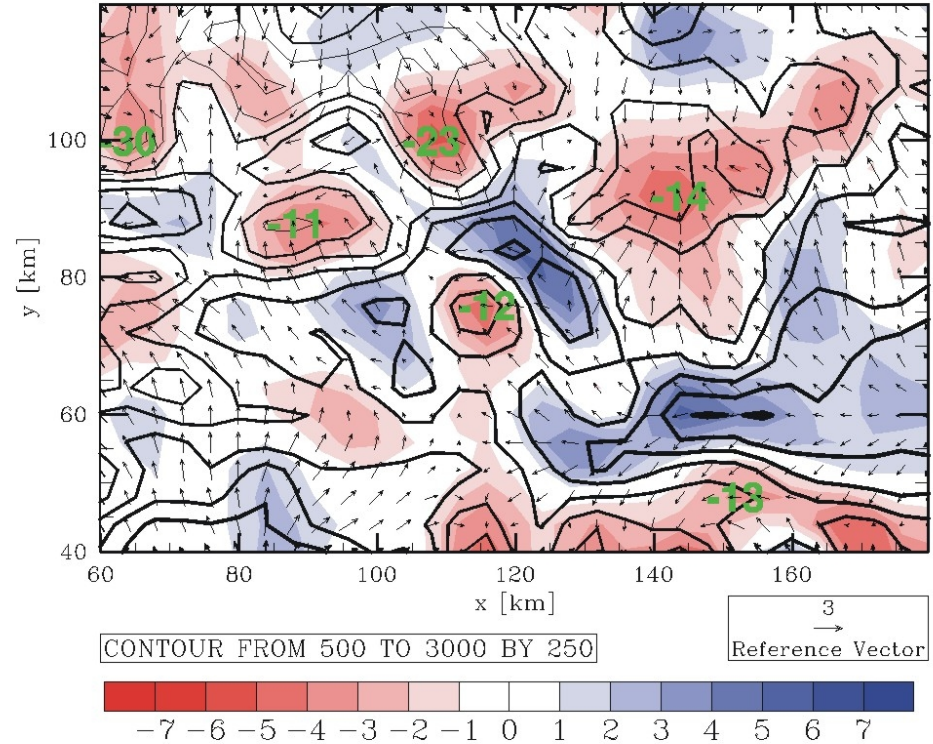 -30
-23
-14
-11
-12
-13
100
80
60
40
y [km]
60 80 100 120 140 160
x [km]
3
Reference Vector
CONTOUR FROM 500 TO 3000 BY 250
−7 −6 −5 −4 −3 −2 −1 0 1 2 3 4 5 6 7